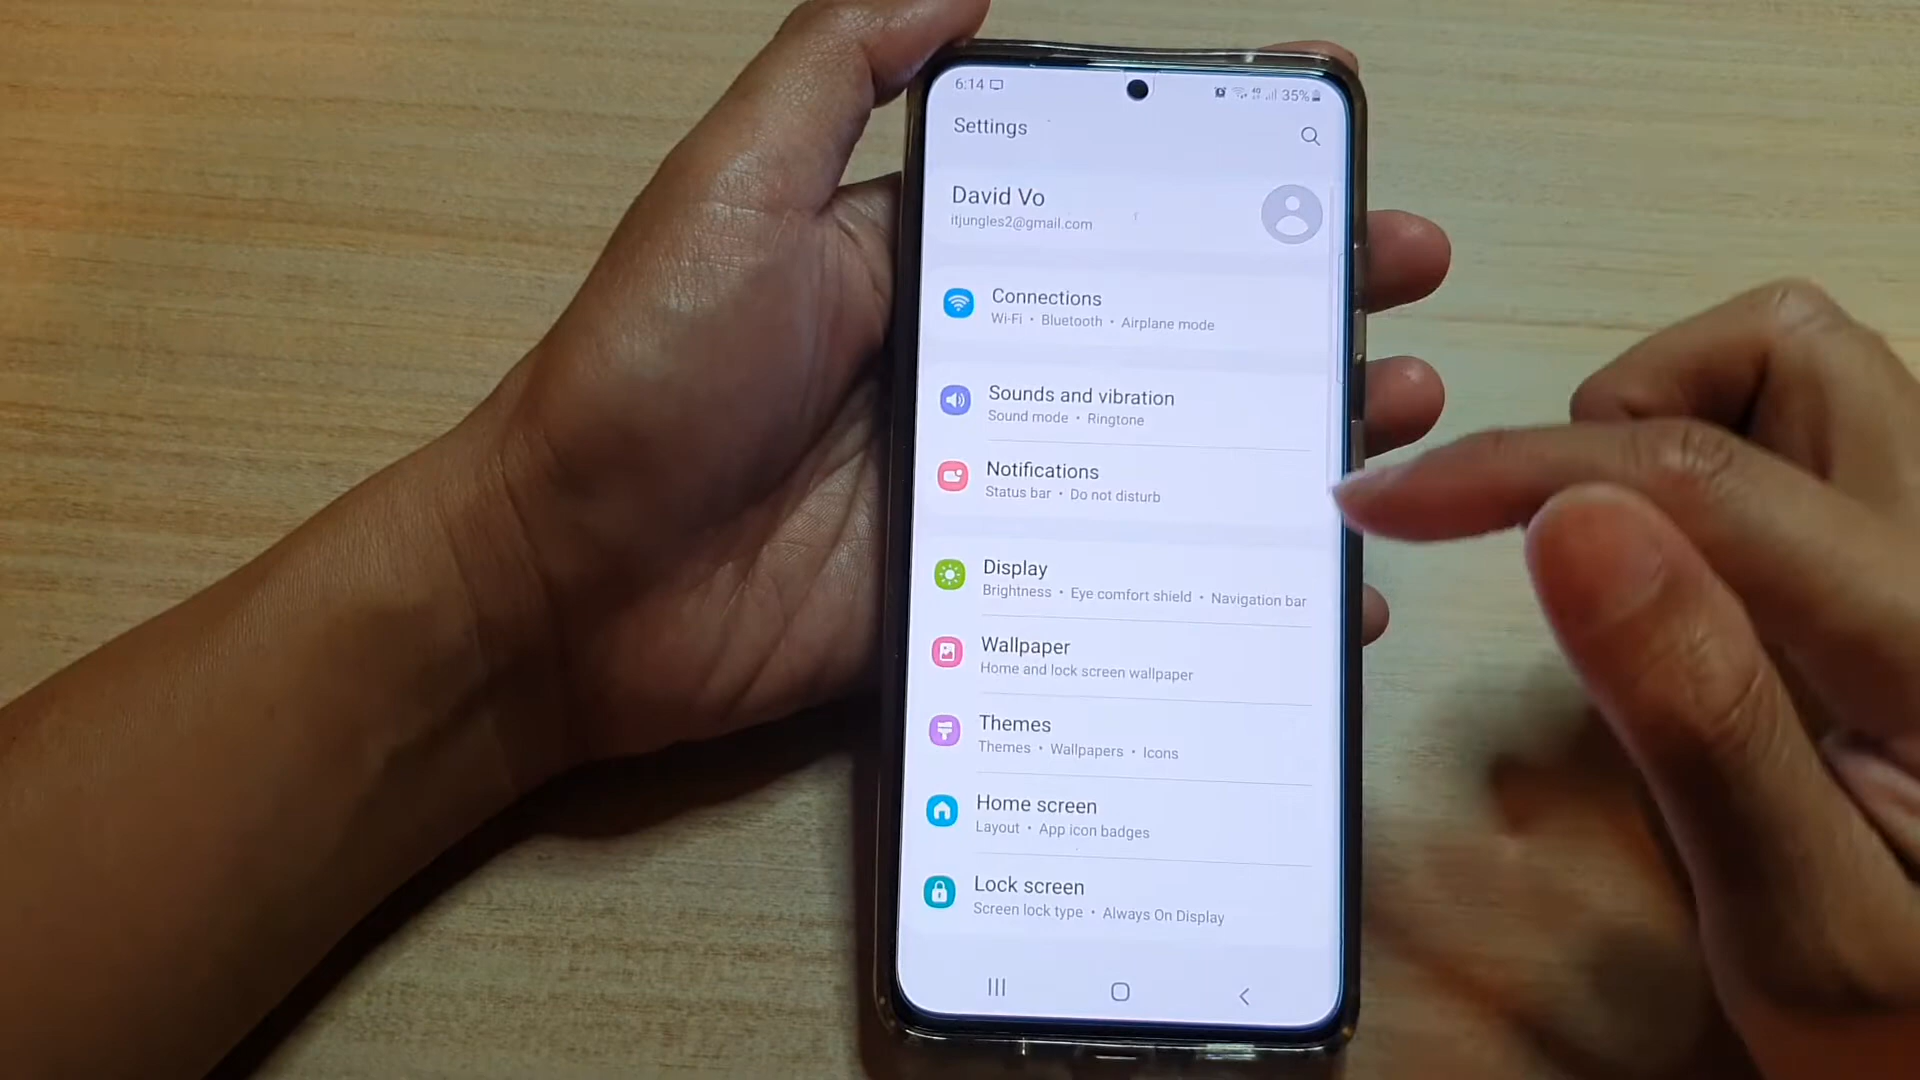 6:14
4G
35%
Settings
David Vo
itjungles2@gmail.com
Connections
Wi-Fi • Bluetooth • Airplane mode
Sounds and vibration
Sound mode • Ringtone
Notifications
Status bar • Do not disturb
Display
Brightness • Eye comfort shield • Navigation bar
Wallpaper
Home and lock screen wallpaper
Themes
Themes • Wallpapers • Icons
Home screen
Layout • App icon badges
Lock screen
Screen lock type • Always On Display